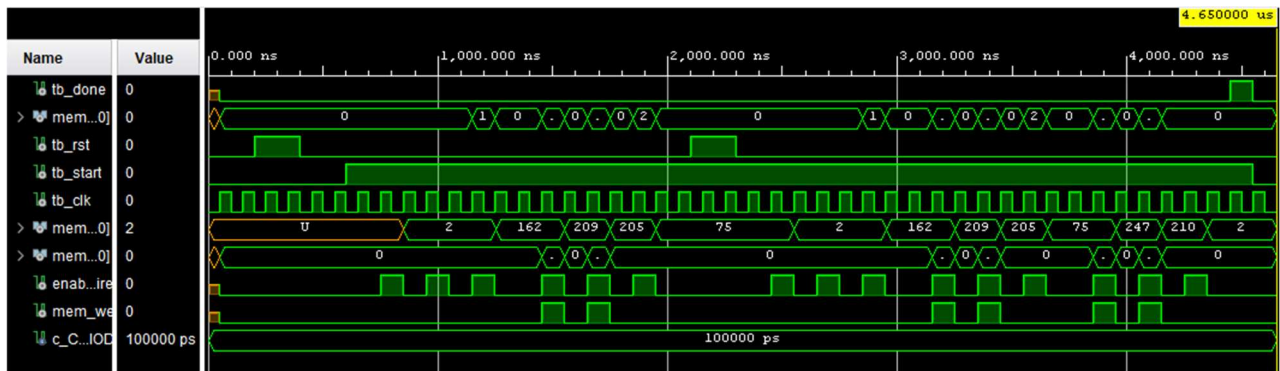 4.650000 us
Name Value 0.000 ns 1,000.000 ns 2,000.000 ns 3,000.000 ns 4,000.000 ns
tb_done 0
mem...0] 0 0 1 0 . 0 . 0 2 0 1 0 . 0 . 0 2 0 . 0 . 0
tb_rst 0
tb_start 0
tb_clk 0
mem...0] 2 U 2 162 209 205 75 2 162 209 205 75 247 210 2
mem...0] 0 0 . 0 . 0 . 0 . 0 . 0 . 0
enab...ire 0
mem_we 0
c_C...IOD 100000 ps 100000 ps